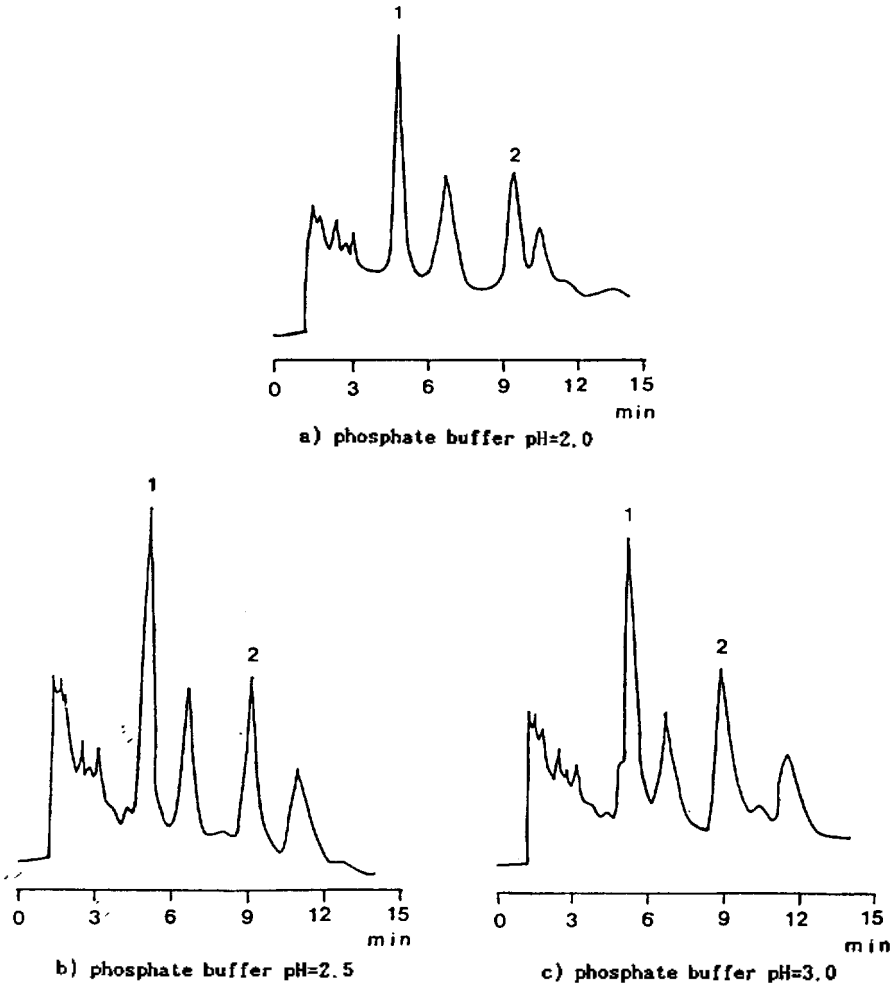 1
2
0 3 6 9 12 15
min
a) phosphate buffer pH=2.0
1
2
0 3 6 9 12 15
min
b) phosphate buffer pH=2.5
1
2
0 3 6 9 12 15
min
c) phosphate buffer pH=3.0